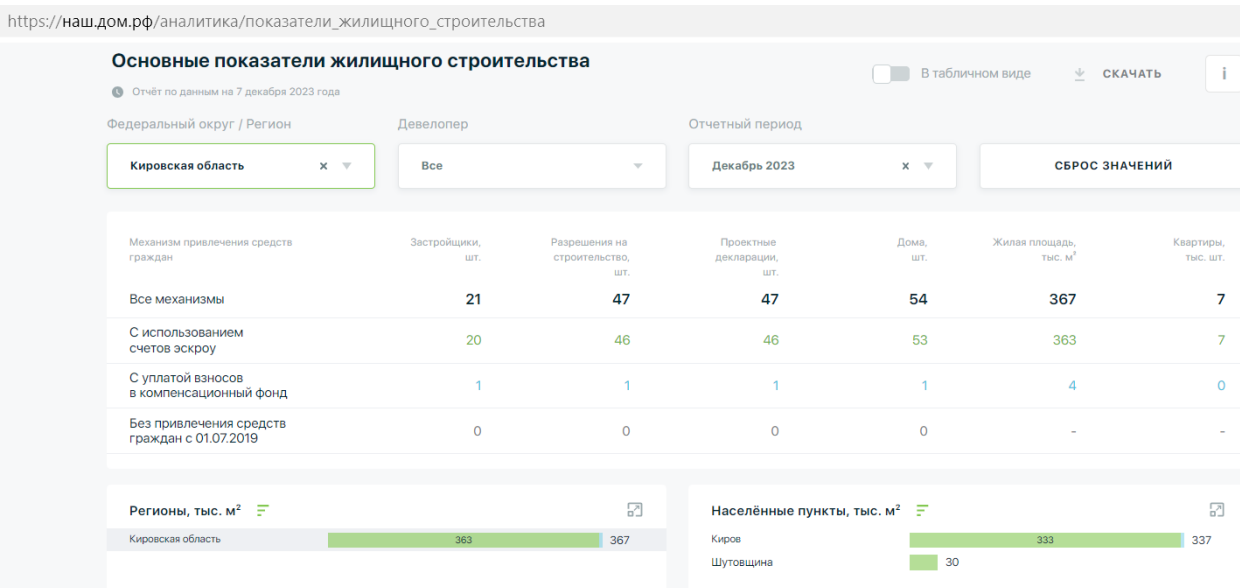 https://наш.дом.рф/аналитика/показатели_жилищного_строительства
Основные показатели жилищного строительства
В табличном виде
СКАЧАТЬ
i
Отчёт по данным на 7 декабря 2023 года
Федеральный округ / Регион
Девелопер
Отчетный период
Кировская область
Все
Декабрь 2023
СБРОС ЗНАЧЕНИЙ
Механизм привлечения средств
граждан
Застройщики,
шт.
Разрешения на
строительство,
шт.
Проектные
декларации,
шт.
Дома,
шт.
Жилая площадь,
тыс. м²
Квартиры,
тыс. шт.
Все механизмы 21 47 47 54 367 7
С использованием
счетов эскроу
20 46 46 53 363 7
С уплатой взносов
в компенсационный фонд
1 1 1 1 4 0
Без привлечения средств
граждан с 01.07.2019
0 0 0 0 - -
Регионы, тыс. м²
Кировская область 363 367
Населённые пункты, тыс. м²
Киров 333 337
Шутовщина 30